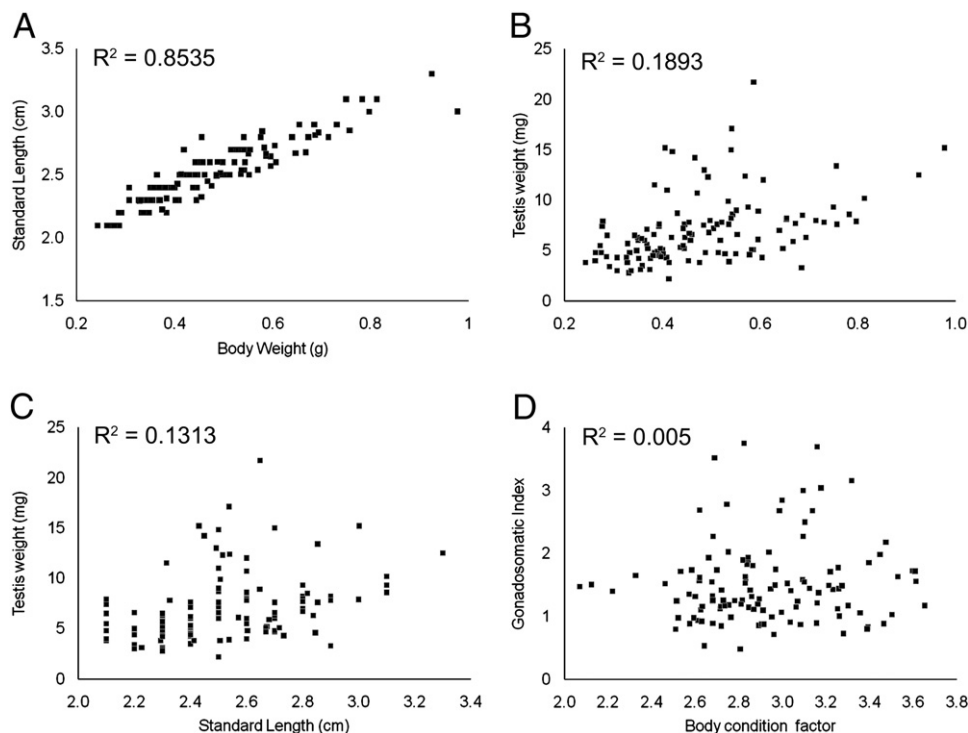 A
R² = 0.8535
Standard Length (cm)
3.5
3.0
2.5
2.0
1.5
0.2 0.4 0.6 0.8 1
Body Weight (g)
B
R² = 0.1893
Testis weight (mg)
25
20
15
10
5
0
0.2 0.4 0.6 0.8 1.0
C
R² = 0.1313
Testis weight (mg)
25
20
15
10
5
0
2.0 2.2 2.4 2.6 2.8 3.0 3.2 3.4
Standard Length (cm)
D
R² = 0.005
Gonadosomatic Index
4
3
2
1
0
2.0 2.2 2.4 2.6 2.8 3.0 3.2 3.4 3.6 3.8
Body condition factor